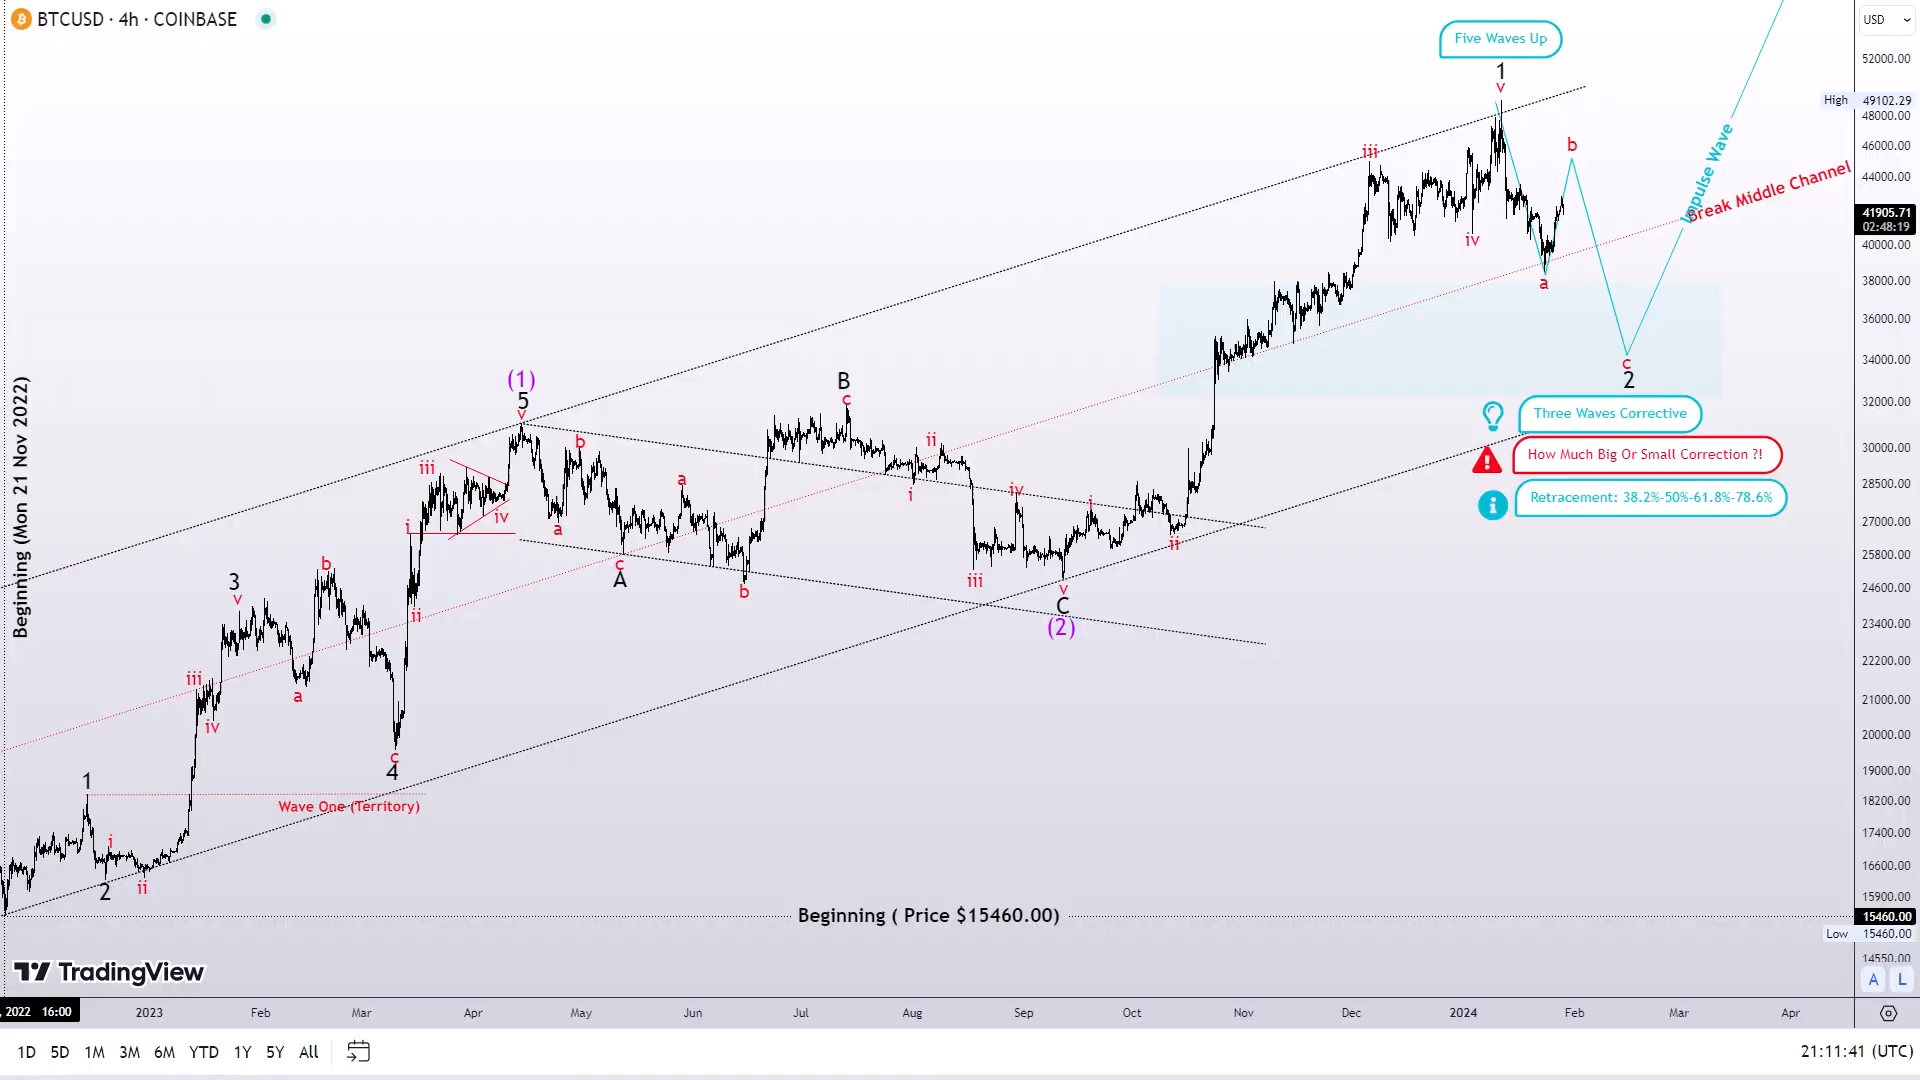 BTCUSD · 4h · COINBASE
USD
Five Waves Up
52000.00
1
v
High 49102.29
48000.00
46000.00
iii
b
Impulse Wave
44000.00
Break Middle Channel
41905.71
02:48:19
iv
40000.00
a
38000.00
36000.00
34000.00
c
2
(1)
5
v
B
c
32000.00
Three Waves Corrective
30000.00
How Much Big Or Small Correction ?!
Retracement: 38.2%-50%-61.8%-78.6%
iii
b
ii
a
i
iv
i
28500.00
iv
i
a
27000.00
ii
25800.00
c
A
b
iii
v
C
(2)
24600.00
b
3
v
ii
23400.00
22200.00
iii
a
iv
21000.00
20000.00
c
4
19000.00
1
Wave One (Territory)
18200.00
17400.00
i
2
ii
16600.00
15900.00
Beginning (Mon 21 Nov 2022)
Beginning ( Price $15460.00)
15460.00
Low 15460.00
14550.00
TradingView
A L
, 2022 16:00
2023 Feb Mar Apr May Jun Jul Aug Sep Oct Nov Dec 2024 Feb Mar Apr
1D 5D 1M 3M 6M YTD 1Y 5Y All
21:11:41 (UTC)